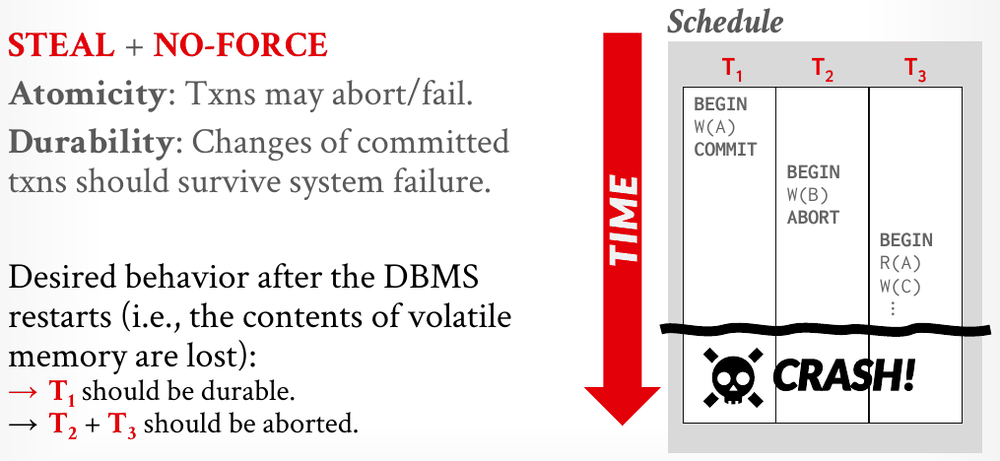 STEAL + NO-FORCE
Atomicity: Txns may abort/fail.
Durability: Changes of committed
txns should survive system failure.
Desired behavior after the DBMS
restarts (i.e., the contents of volatile
memory are lost):
→ T1 should be durable.
→ T2 + T3 should be aborted.
TIME
Schedule
T1 T2 T3
BEGIN
W(A)
COMMIT
BEGIN
W(B)
ABORT
BEGIN
R(A)
W(C)
⋮
CRASH!